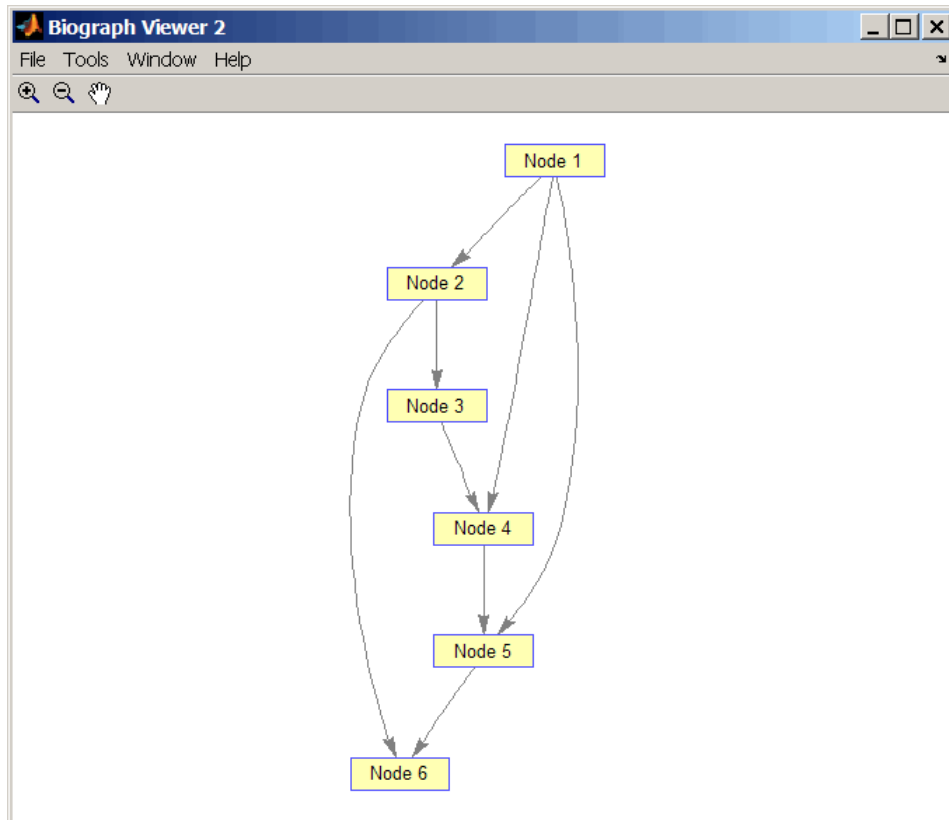 Biograph Viewer 2
File Tools Window Help
Node 1
Node 2
Node 3
Node 4
Node 5
Node 6